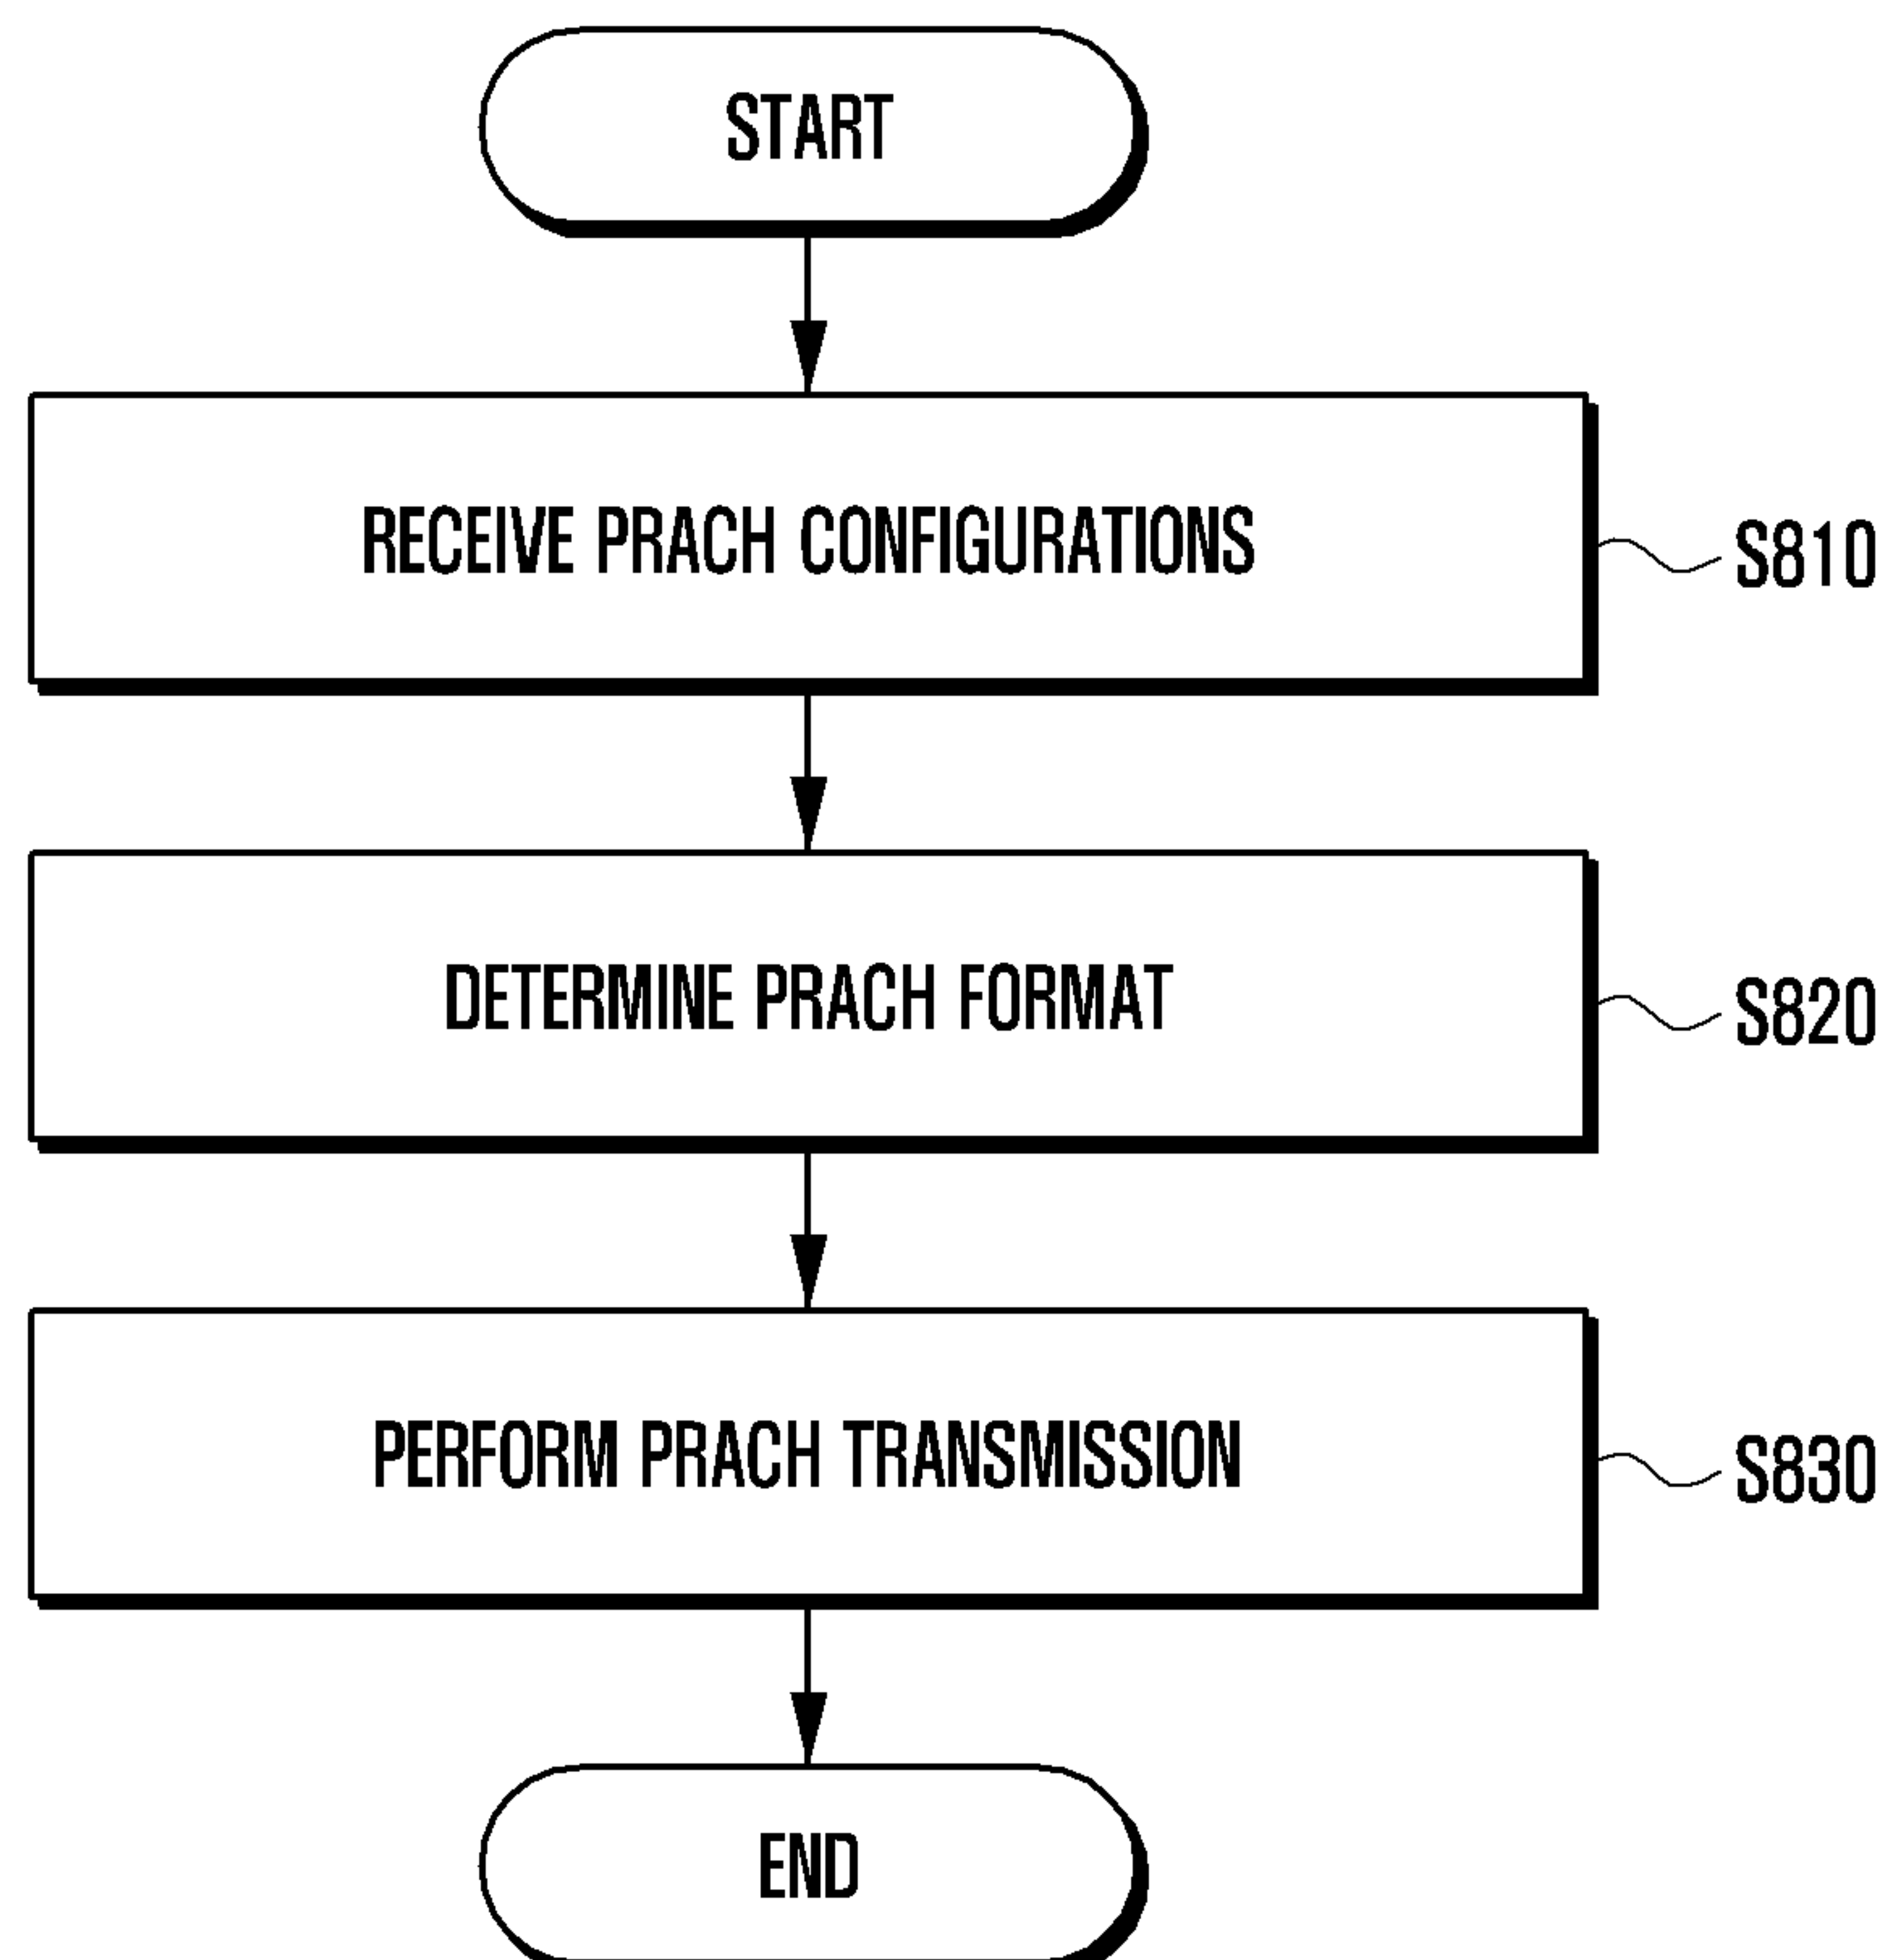 START
RECEIVE PRACH CONFIGURATIONS
S810
DETERMINE PRACH FORMAT
S820
PERFORM PRACH TRANSMISSION
S830
END